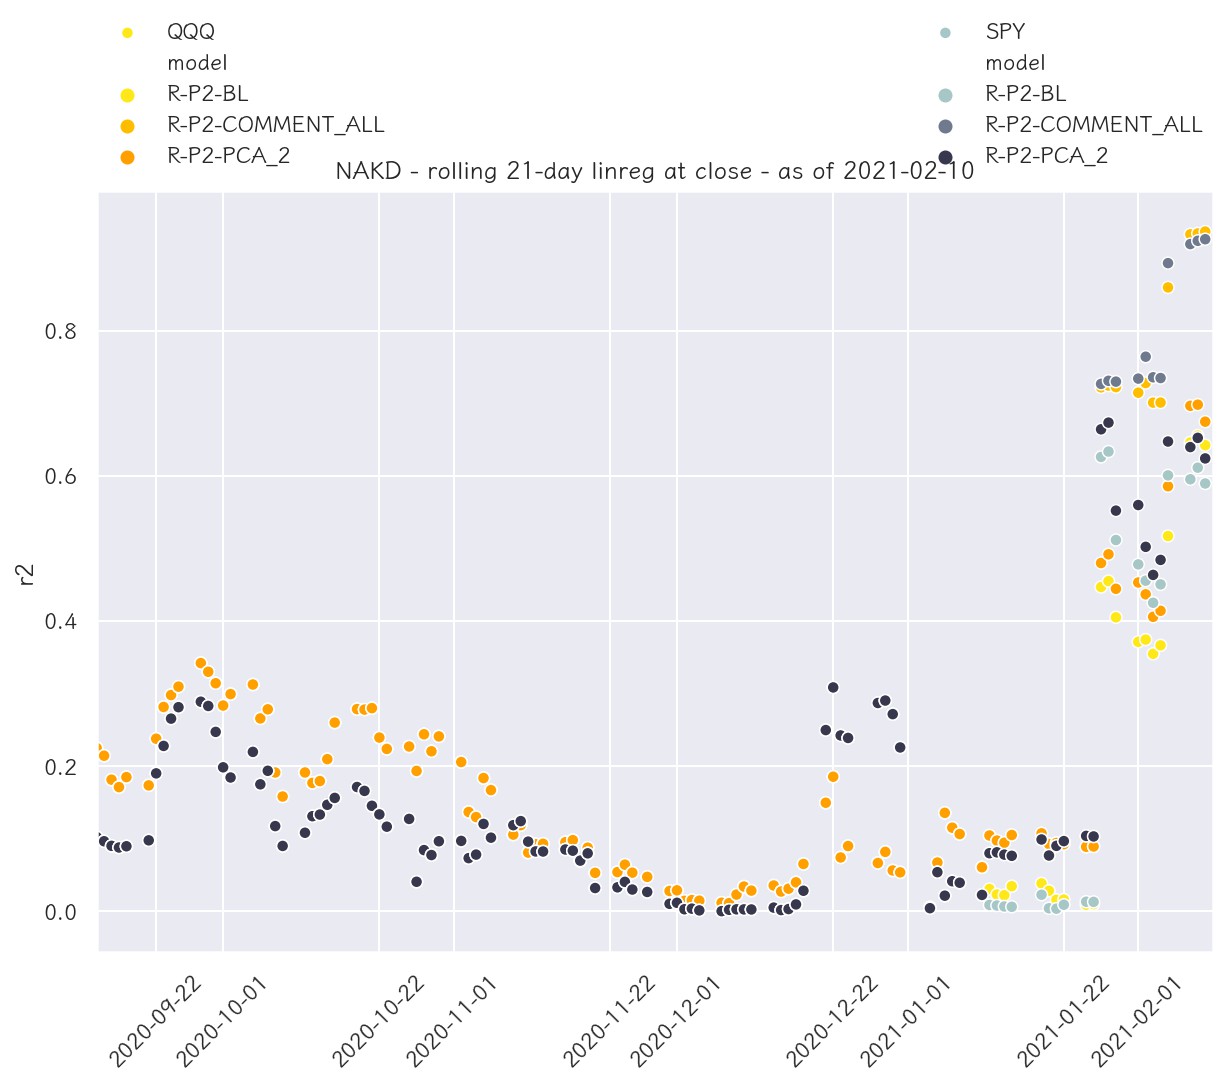 QQQ
model
R-P2-BL
R-P2-COMMENT_ALL
R-P2-PCA_2
SPY
model
R-P2-BL
R-P2-COMMENT_ALL
R-P2-PCA_2
NAKD - rolling 21-day linreg at close - as of 2021-02-10
r2
0.8
0.6
0.4
0.2
0.0
2020-09-22
2020-10-01
2020-10-22
2020-11-01
2020-11-22
2020-12-01
2020-12-22
2021-01-01
2021-01-22
2021-02-01